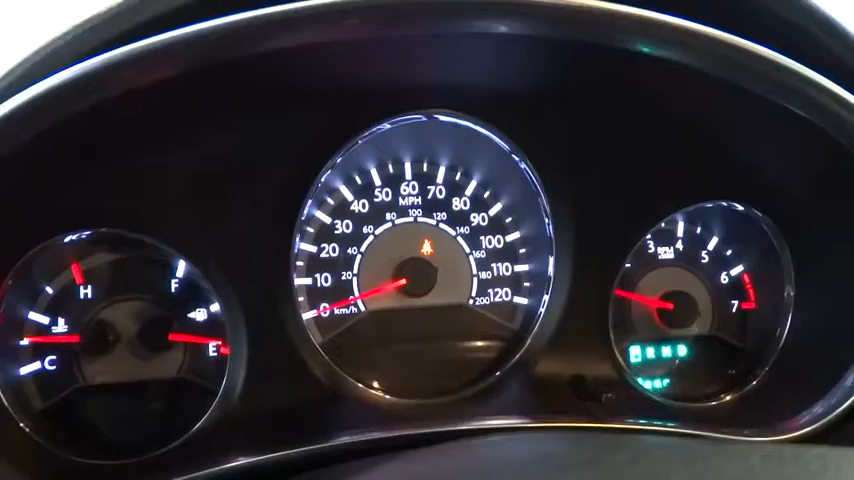 H
C
F
E
0 10 20 30 40 50 60 70 80 90 100 110 120
MPH
20 40 60 80 100 120 140 160 180 200
km/h
3 4 5 6 7
RPM
P R N D